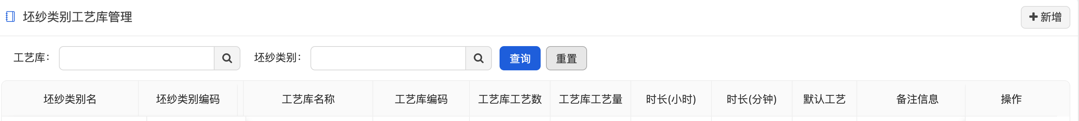 坯纱类别工艺库管理 新增
工艺库： 坯纱类别： 查询 重置
坯纱类别名 坯纱类别编码 工艺库名称 工艺库编码 工艺库工艺数 工艺库工艺量 时长(小时) 时长(分钟) 默认工艺 备注信息 操作